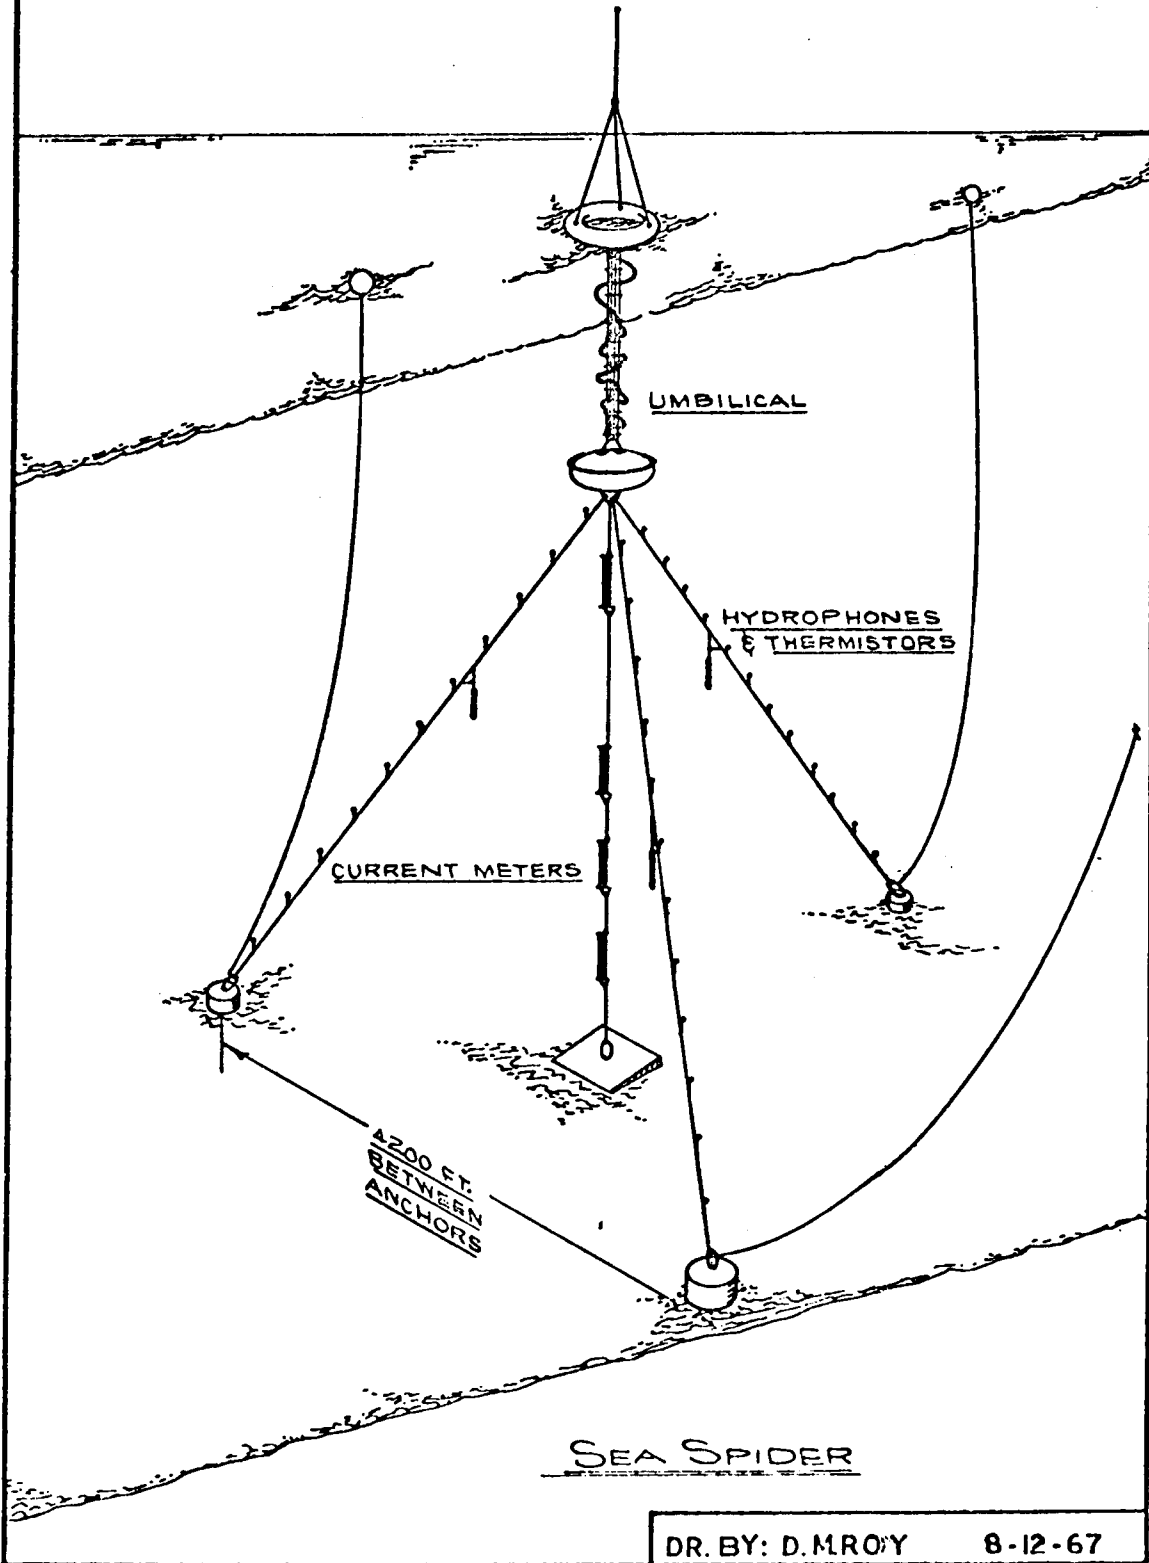 UMBILICAL
HYDROPHONES
& THERMISTORS
CURRENT METERS
4200 FT.
BETWEEN
ANCHORS
SEA SPIDER
DR. BY: D. M. ROY 8-12-67